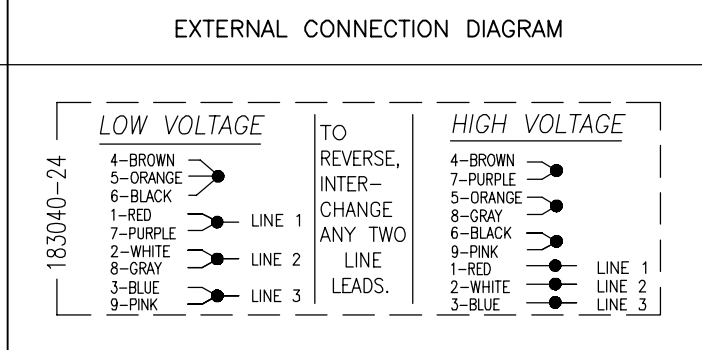 EXTERNAL CONNECTION DIAGRAM
183040-24
LOW VOLTAGE
4-BROWN
5-ORANGE
6-BLACK
1-RED
7-PURPLE
LINE 1
2-WHITE
8-GRAY
LINE 2
3-BLUE
9-PINK
LINE 3
TO
REVERSE,
INTER-
CHANGE
ANY TWO
LINE
LEADS.
HIGH VOLTAGE
4-BROWN
7-PURPLE
5-ORANGE
8-GRAY
6-BLACK
9-PINK
1-RED LINE 1
2-WHITE LINE 2
3-BLUE LINE 3